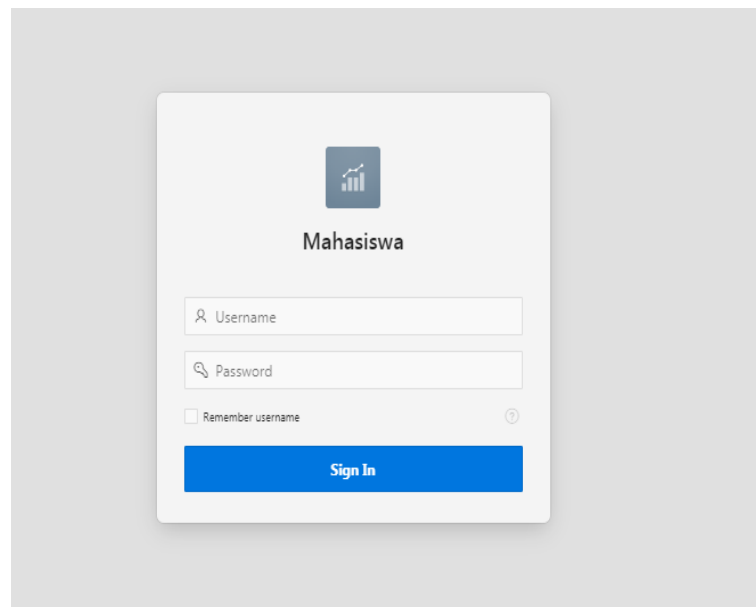 Mahasiswa
Username
Password
Remember username
?
Sign In